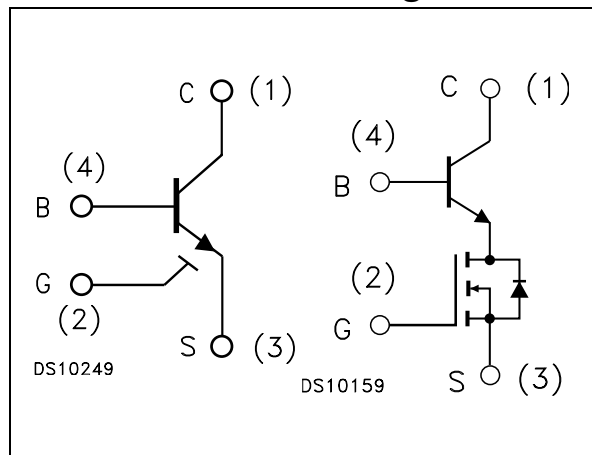 C (1)
(4)
B
G
(2)
S (3)
DS10249
C (1)
(4)
B
(2)
G
S (3)
DS10159